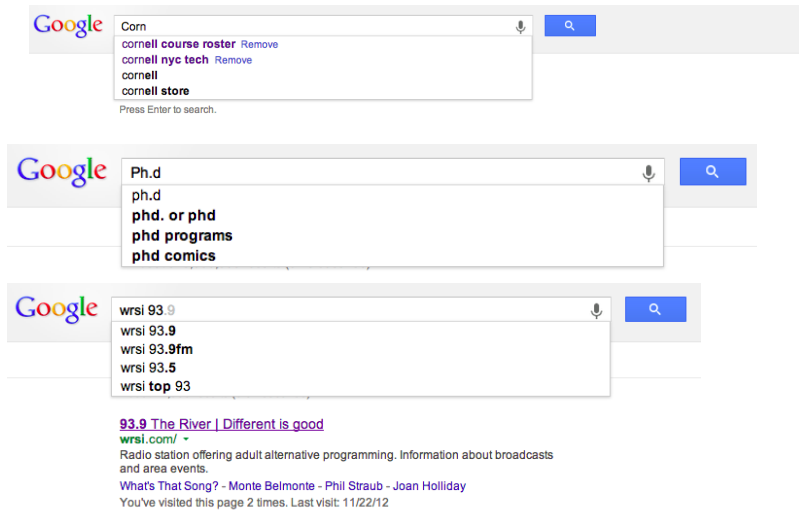 Google Corn
cornell course roster Remove
cornell nyc tech Remove
cornell
cornell store
Press Enter to search.
Google Ph.d
ph.d
phd. or phd
phd programs
phd comics
Google wrsi 93.9
wrsi 93.9
wrsi 93.9fm
wrsi 93.5
wrsi top 93
93.9 The River | Different is good
wrsi.com/
Radio station offering adult alternative programming. Information about broadcasts
and area events.
What's That Song? - Monte Belmonte - Phil Straub - Joan Holliday
You've visited this page 2 times. Last visit: 11/22/12